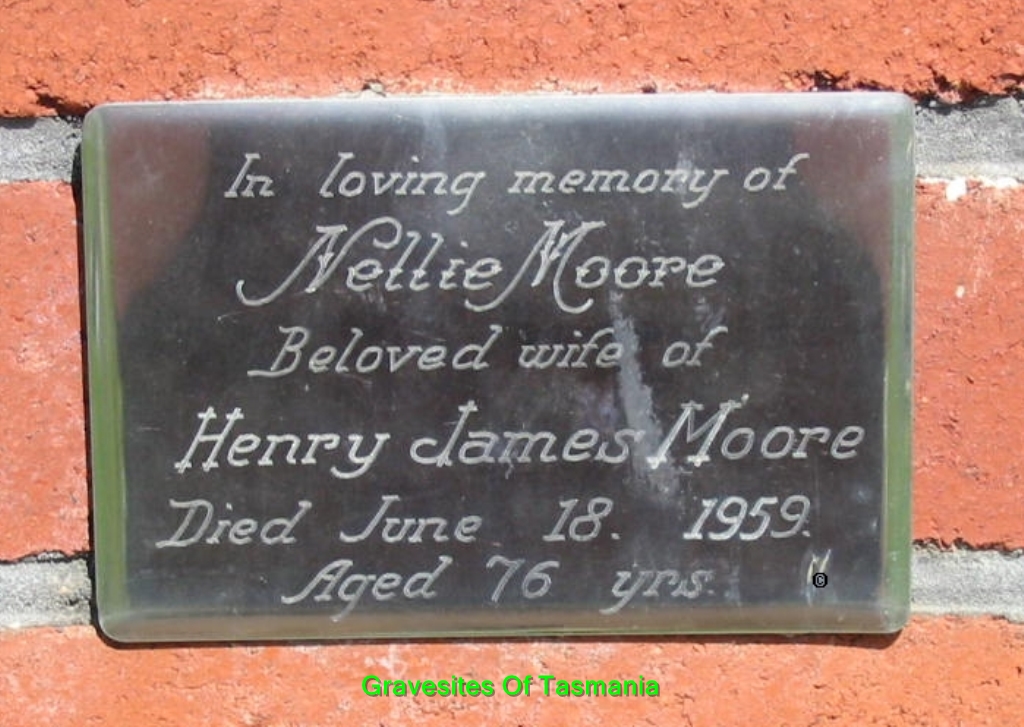 In loving memory of
Nellie Moore
Beloved wife of
Henry James Moore
Died June 18. 1959.
Aged 76 yrs.
©
Gravesites Of Tasmania